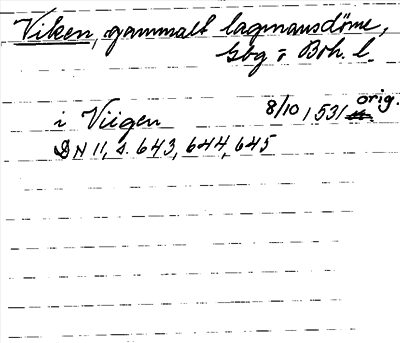 Viken, gammalt lagmansdöme,
Gbg o Boh. l.
i Viigen 8/10 1531 orig.
DN 11, s. 643, 644, 645